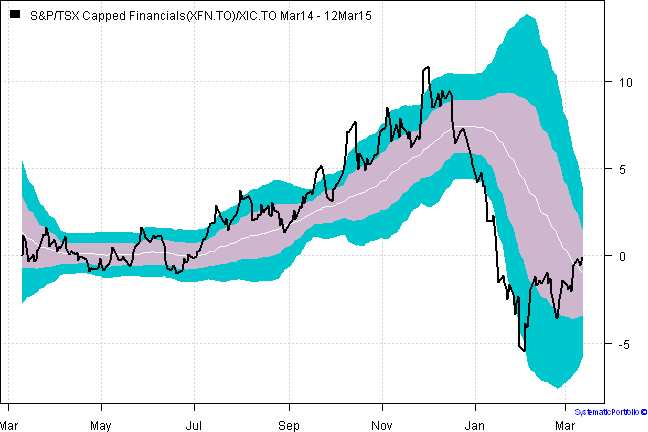 S&P/TSX Capped Financials(XFN.TO)/XIC.TO Mar14 - 12Mar15
10
5
0
-5
Mar May Jul Sep Nov Jan Mar
SystematicPortfolio ©